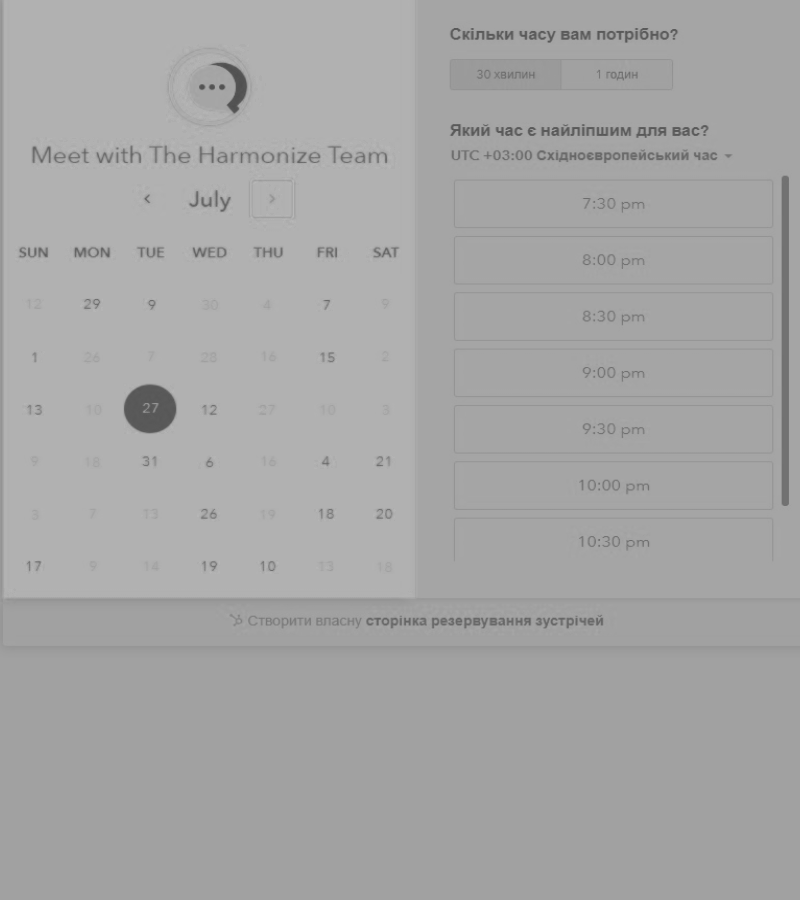 Meet with The Harmonize Team
July
SUN MON TUE WED THU FRI SAT
12 29 9 30 4 7 9
1 26 7 28 16 15 2
13 10 27 12 27 10 3
9 18 31 6 16 4 21
3 7 13 26 19 18 20
17 9 14 19 10 13 18
Скільки часу вам потрібно?
30 хвилин 1 годин
Який час є найліпшим для вас?
UTC +03:00 Східноєвропейський час
7:30 pm
8:00 pm
8:30 pm
9:00 pm
9:30 pm
10:00 pm
10:30 pm
Створити власну сторінка резервування зустрічей